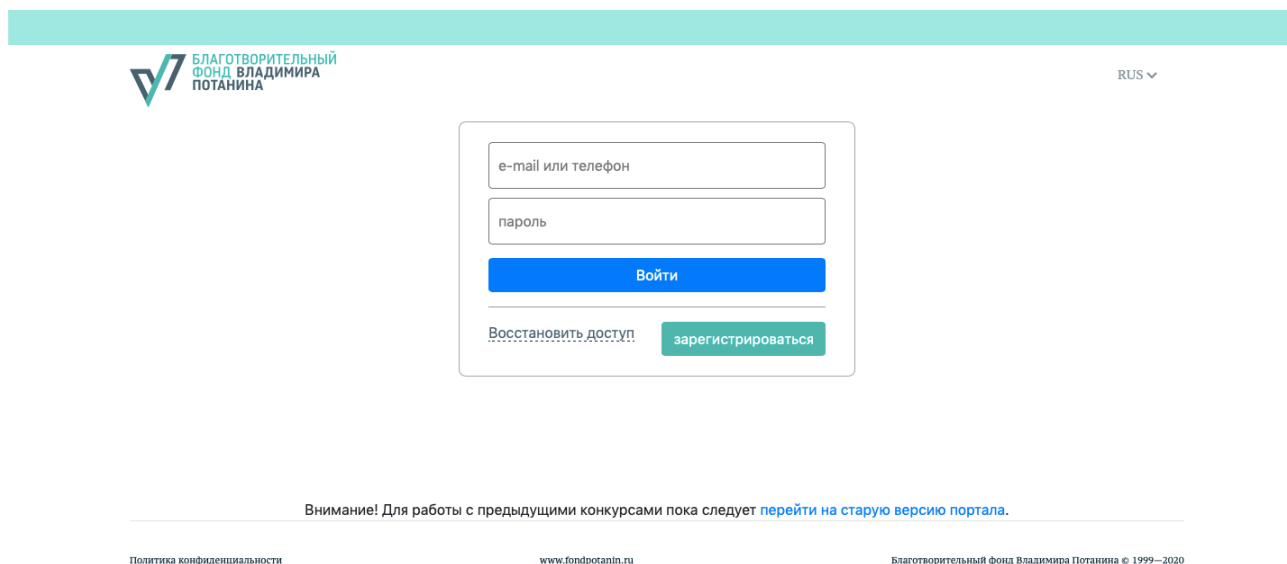 БЛАГОТВОРИТЕЛЬНЫЙ
ФОНД ВЛАДИМИРА
ПОТАНИНА
RUS
e-mail или телефон
пароль
Войти
Восстановить доступ
зарегистрироваться
Внимание! Для работы с предыдущими конкурсами пока следует перейти на старую версию портала.
Политика конфиденциальности
www.fondpotanin.ru
Благотворительный фонд Владимира Потанина © 1999—2020